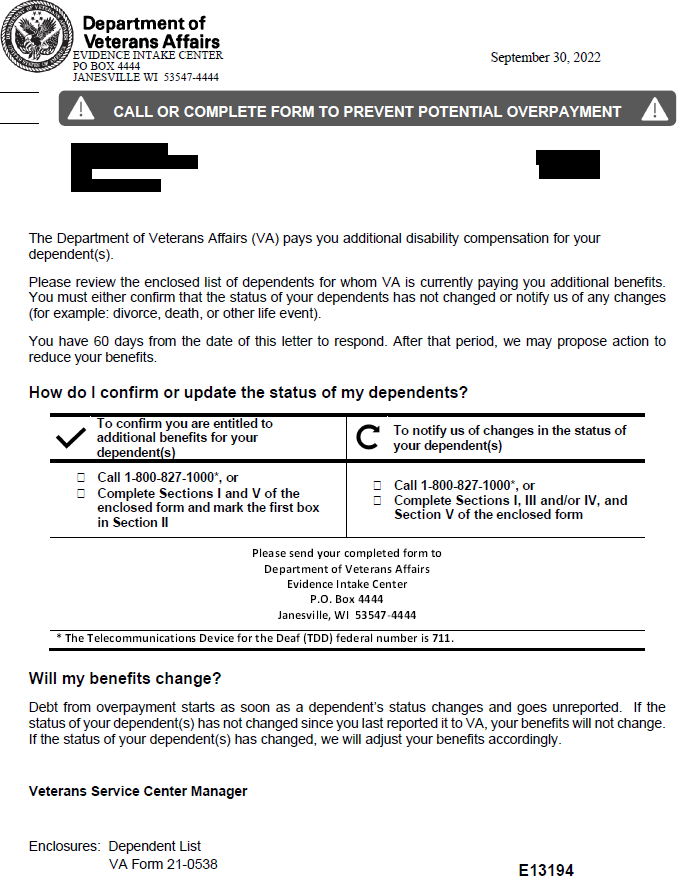 Department of
Veterans Affairs
EVIDENCE INTAKE CENTER
PO BOX 4444
JANESVILLE WI 53547-4444
September 30, 2022
CALL OR COMPLETE FORM TO PREVENT POTENTIAL OVERPAYMENT
The Department of Veterans Affairs (VA) pays you additional disability compensation for your
dependent(s).
Please review the enclosed list of dependents for whom VA is currently paying you additional benefits.
You must either confirm that the status of your dependents has not changed or notify us of any changes
(for example: divorce, death, or other life event).
You have 60 days from the date of this letter to respond. After that period, we may propose action to
reduce your benefits.
How do I confirm or update the status of my dependents?
To confirm you are entitled to
additional benefits for your
dependent(s)
To notify us of changes in the status of
your dependent(s)
Call 1-800-827-1000*, or
Complete Sections I and V of the
enclosed form and mark the first box
in Section II
Call 1-800-827-1000*, or
Complete Sections I, III and/or IV, and
Section V of the enclosed form
Please send your completed form to
Department of Veterans Affairs
Evidence Intake Center
P.O. Box 4444
Janesville, WI 53547-4444
* The Telecommunications Device for the Deaf (TDD) federal number is 711.
Will my benefits change?
Debt from overpayment starts as soon as a dependent's status changes and goes unreported. If the
status of your dependent(s) has not changed since you last reported it to VA, your benefits will not change.
If the status of your dependent(s) has changed, we will adjust your benefits accordingly.
Veterans Service Center Manager
Enclosures: Dependent List
VA Form 21-0538
E13194